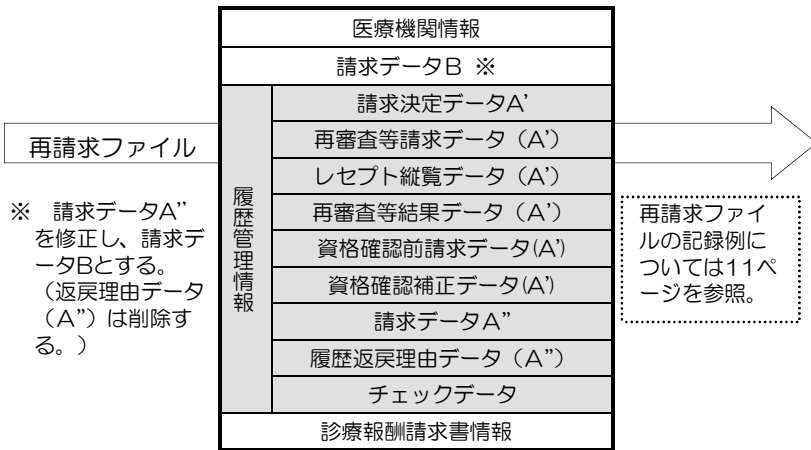 医療機関情報
請求データB ※
履歴管理情報
請求決定データA’
再審査等請求データ(A’)
レセプト縦覧データ(A’)
再審査等結果データ(A’)
資格確認前請求データ(A’)
資格確認補正データ(A’)
請求データA”
履歴返戻理由データ(A”)
チェックデータ
診療報酬請求書情報
再請求ファイル
※ 請求データA”
を修正し、請求デ
ータBとする。
(返戻理由データ
(A”)は削除す
る。)
再請求ファイ
ルの記録例に
ついては11ペ
ージを参照。